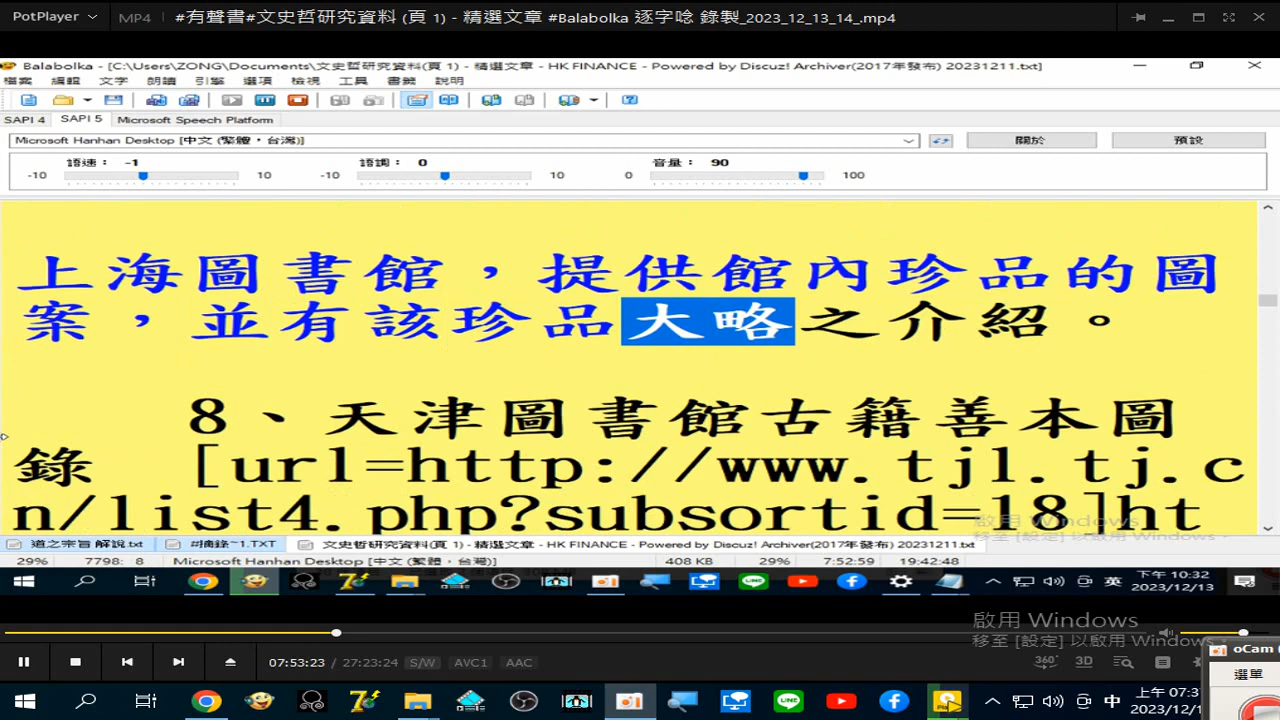 PotPlayer MP4 #有聲書#文史哲研究資料 (頁 1) - 精選文章 #Balabolka 逐字唸 錄製_2023_12_13_14_.mp4
Balabolka - [C:\Users\ZONG\Documents\文史哲研究資料(頁 1) - 精選文章 - HK FINANCE - Powered by Discuz! Archiver(2017年發布) 20231211.txt]
檔案 編輯 文字 朗讀 引擎 選項 檢視 工具 書籤 說明
SAPI 4 SAPI 5 Microsoft Speech Platform
Microsoft Hanhan Desktop [中文 (繁體，台灣)]
關於 預設
語速： -1 語調： 0 音量： 90
-10 10 -10 10 0 100
上海圖書館，提供館內珍品的圖
案，並有該珍品大略之介紹。
8、天津圖書館古籍善本圖
錄 [url=http://www.tjl.tj.c
n/list4.php?subsortid=18]ht
道之宗旨 解說.txt #摘錄~1.TXT 文史哲研究資料(頁 1) - 精選文章 - HK FINANCE - Powered by Discuz! Archiver(2017年發布) 20231211.txt
29% 7798: 8 Microsoft Hanhan Desktop [中文 (繁體，台灣)] 408 KB 29% 7:52:59 19:42:48
英 下午 10:32
2023/12/13
啟用 Windows
移至 [設定] 以啟用 Windows。
07:53:23 / 27:23:24 S/W AVC1 AAC
360° 3D
oCam
選單
中 上午 07:3
2023/12/1